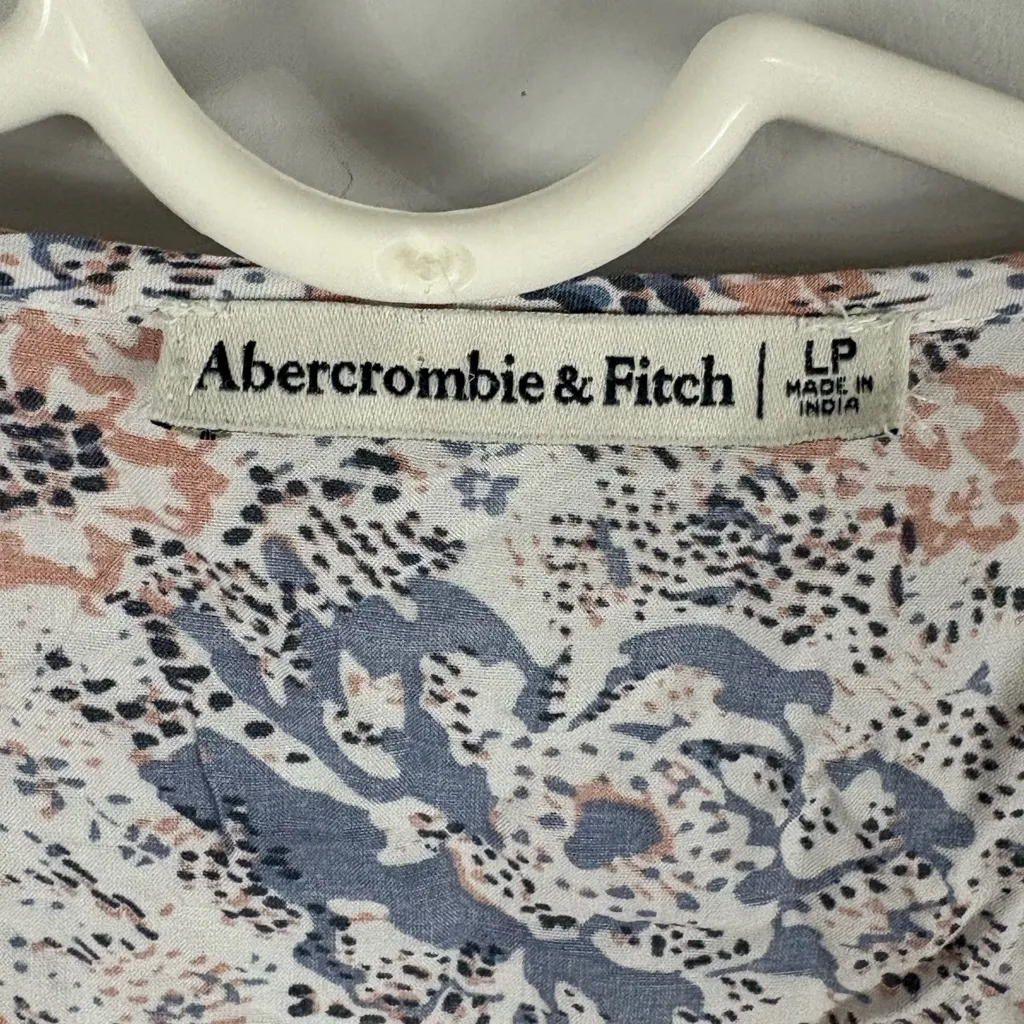 Abercrombie & Fitch | LP
MADE IN
INDIA